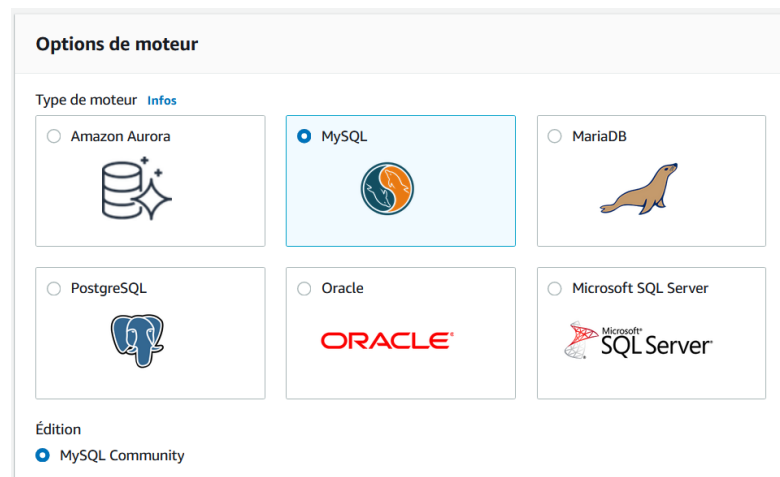 Options de moteur
Type de moteur Infos
Amazon Aurora
MySQL
MariaDB
PostgreSQL
Oracle
Microsoft SQL Server
ORACLE
Microsoft
SQL Server
Édition
MySQL Community